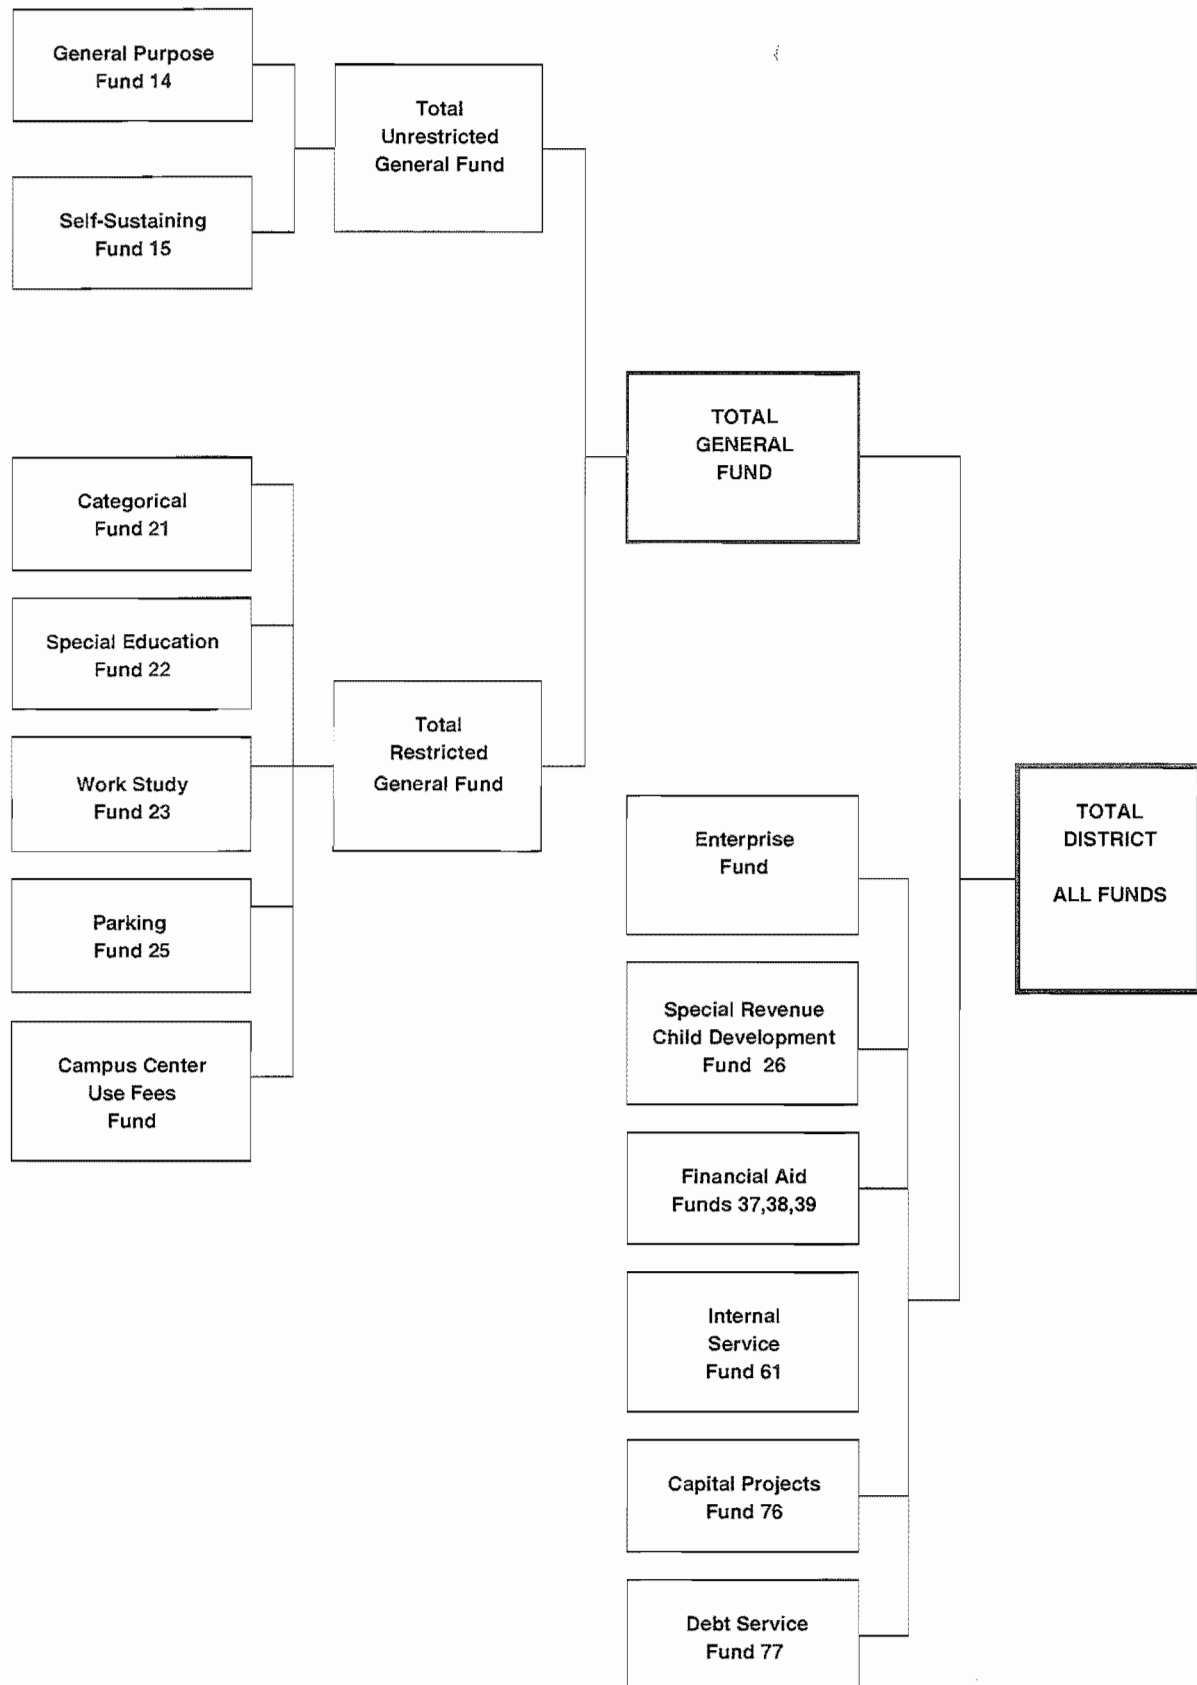 General Purpose
Fund 14
Total
Unrestricted
General Fund
Self-Sustaining
Fund 15
TOTAL
GENERAL
FUND
Categorical
Fund 21
Special Education
Fund 22
Total
Restricted
General Fund
Work Study
Fund 23
Parking
Fund 25
Campus Center
Use Fees
Fund
Enterprise
Fund
Special Revenue
Child Development
Fund 26
Financial Aid
Funds 37,38,39
Internal
Service
Fund 61
Capital Projects
Fund 76
Debt Service
Fund 77
TOTAL
DISTRICT
ALL FUNDS